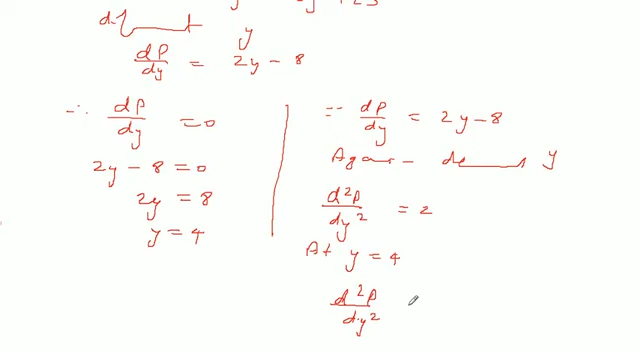 y
dP/dy = 2y - 8
∴ dP/dy = 0
2y - 8 = 0
2y = 8
y = 4
∵ dP/dy = 2y - 8
Again y
d²P/dy² = 2
At y = 4
d²P/dy²